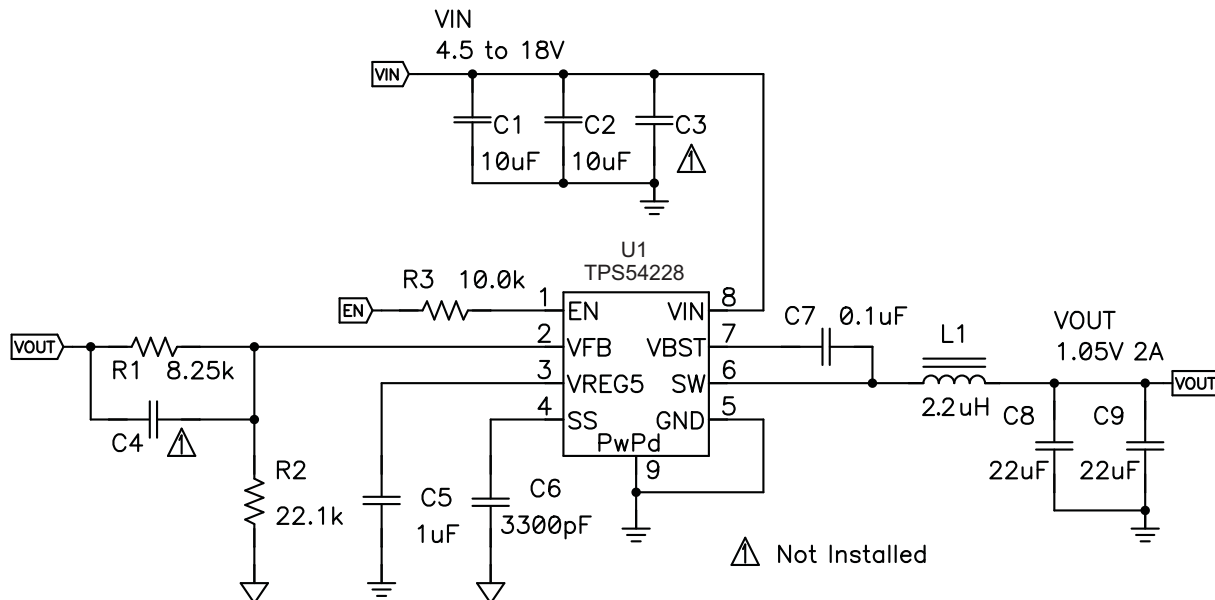 VIN
4.5 to 18V
VIN
C1
C2
C3
10uF
10uF
1
U1
TPS54228
R3 10.0k
EN
1
EN
VIN
8
C7
0.1uF
VOUT
2
VFB
VBST
7
L1
VOUT
1.05V 2A
R1
8.25k
3
VREG5
SW
6
VOUT
2.2uH
C8
C9
4
SS
GND
5
C4
1
PwPd
9
22uF
22uF
R2
22.1k
C5
1uF
C6
3300pF
1 Not Installed